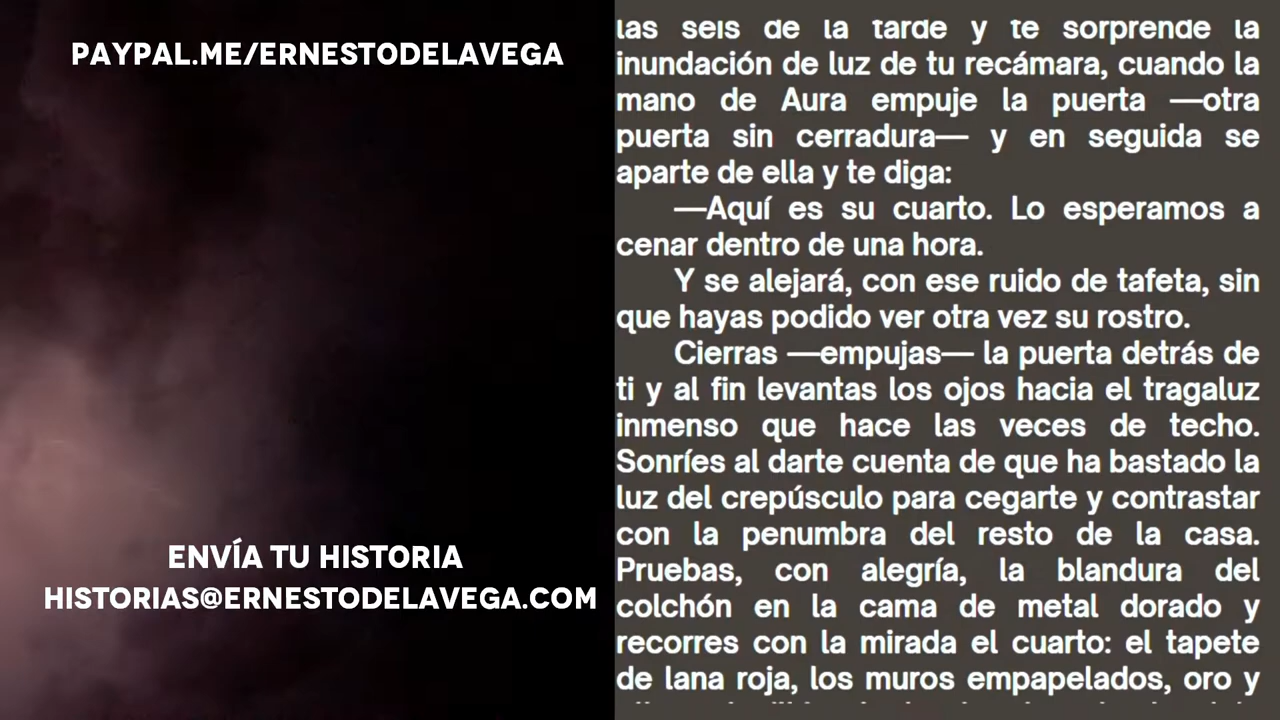 PAYPAL.ME/ERNESTODELAVEGA
ENVÍA TU HISTORIA
HISTORIAS@ERNESTODELAVEGA.COM
las seis de la tarde y te sorprende la
inundación de luz de tu recámara, cuando la
mano de Aura empuje la puerta —otra
puerta sin cerradura— y en seguida se
aparte de ella y te diga:
—Aquí es su cuarto. Lo esperamos a
cenar dentro de una hora.
Y se alejará, con ese ruido de tafeta, sin
que hayas podido ver otra vez su rostro.
Cierras —empujas— la puerta detrás de
ti y al fin levantas los ojos hacia el tragaluz
inmenso que hace las veces de techo.
Sonríes al darte cuenta de que ha bastado la
luz del crepúsculo para cegarte y contrastar
con la penumbra del resto de la casa.
Pruebas, con alegría, la blandura del
colchón en la cama de metal dorado y
recorres con la mirada el cuarto: el tapete
de lana roja, los muros empapelados, oro y